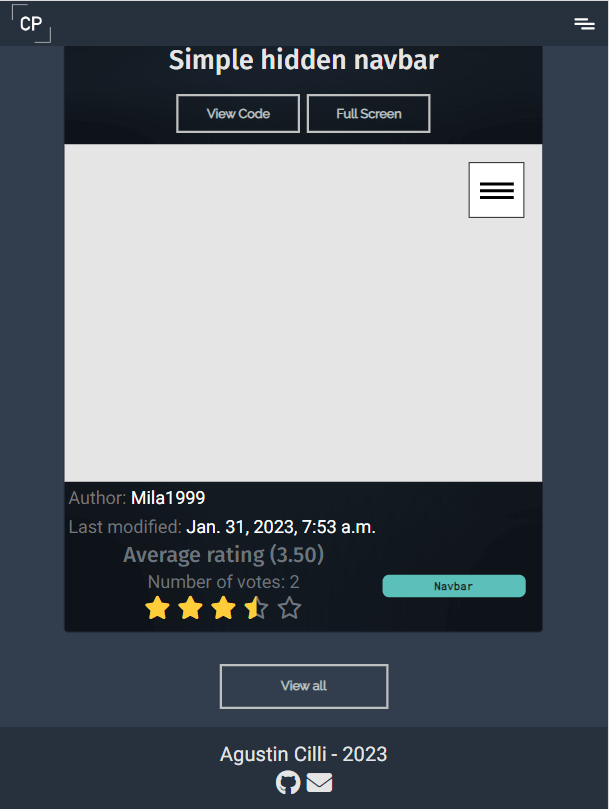 CP
Simple hidden navbar
View Code Full Screen
Author: Mila1999
Last modified: Jan. 31, 2023, 7:53 a.m.
Average rating (3.50)
Number of votes: 2
Navbar
View all
Agustin Cilli - 2023